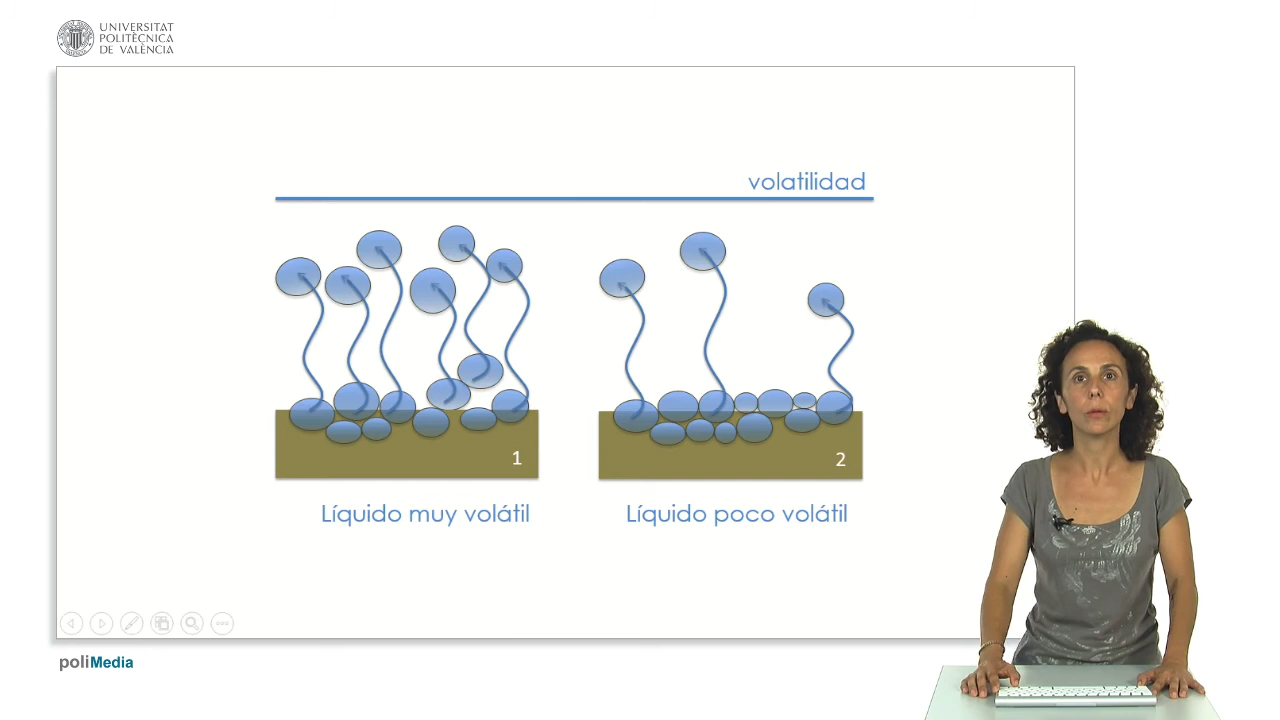 UNIVERSITAT
POLITÈCNICA
DE VALÈNCIA
volatilidad
1
2
Líquido muy volátil
Líquido poco volátil
poliMedia